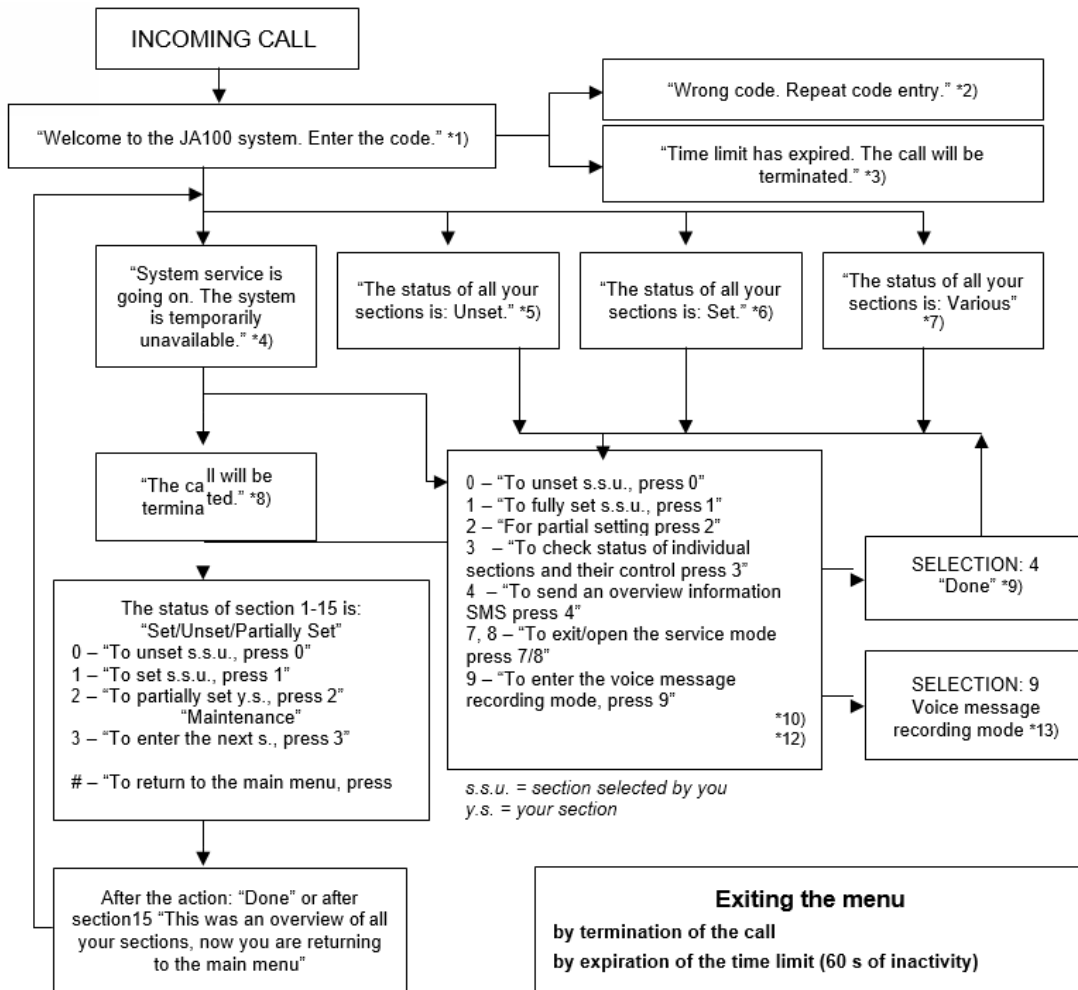 INCOMING CALL
“Wrong code. Repeat code entry.” *2)
“Welcome to the JA100 system. Enter the code.” *1)
“Time limit has expired. The call will be
terminated.” *3)
“System service is
going on. The system
is temporarily
unavailable.” *4)
“The status of all your
sections is: Unset.” *5)
“The status of all your
sections is: Set.” *6)
“The status of all your
sections is: Various”
*7)
“The call will be
terminated.” *8)
0 – “To unset s.s.u., press 0”
1 – “To fully set s.s.u., press 1”
2 – “For partial setting press 2”
3 – “To check status of individual
sections and their control press 3”
4 – “To send an overview information
SMS press 4”
7, 8 – “To exit/open the service mode
press 7/8”
9 – “To enter the voice message
recording mode, press 9”
*10)
*12)
SELECTION: 4
“Done” *9)
SELECTION: 9
Voice message
recording mode *13)
s.s.u. = section selected by you
y.s. = your section
The status of section 1-15 is:
“Set/Unset/Partially Set”
0 – “To unset s.s.u., press 0”
1 – “To set s.s.u., press 1”
2 – “To partially set y.s., press 2”
“Maintenance”
3 – “To enter the next s., press 3”
# – “To return to the main menu, press
After the action: “Done” or after
section15 “This was an overview of all
your sections, now you are returning
to the main menu”
Exiting the menu
by termination of the call
by expiration of the time limit (60 s of inactivity)